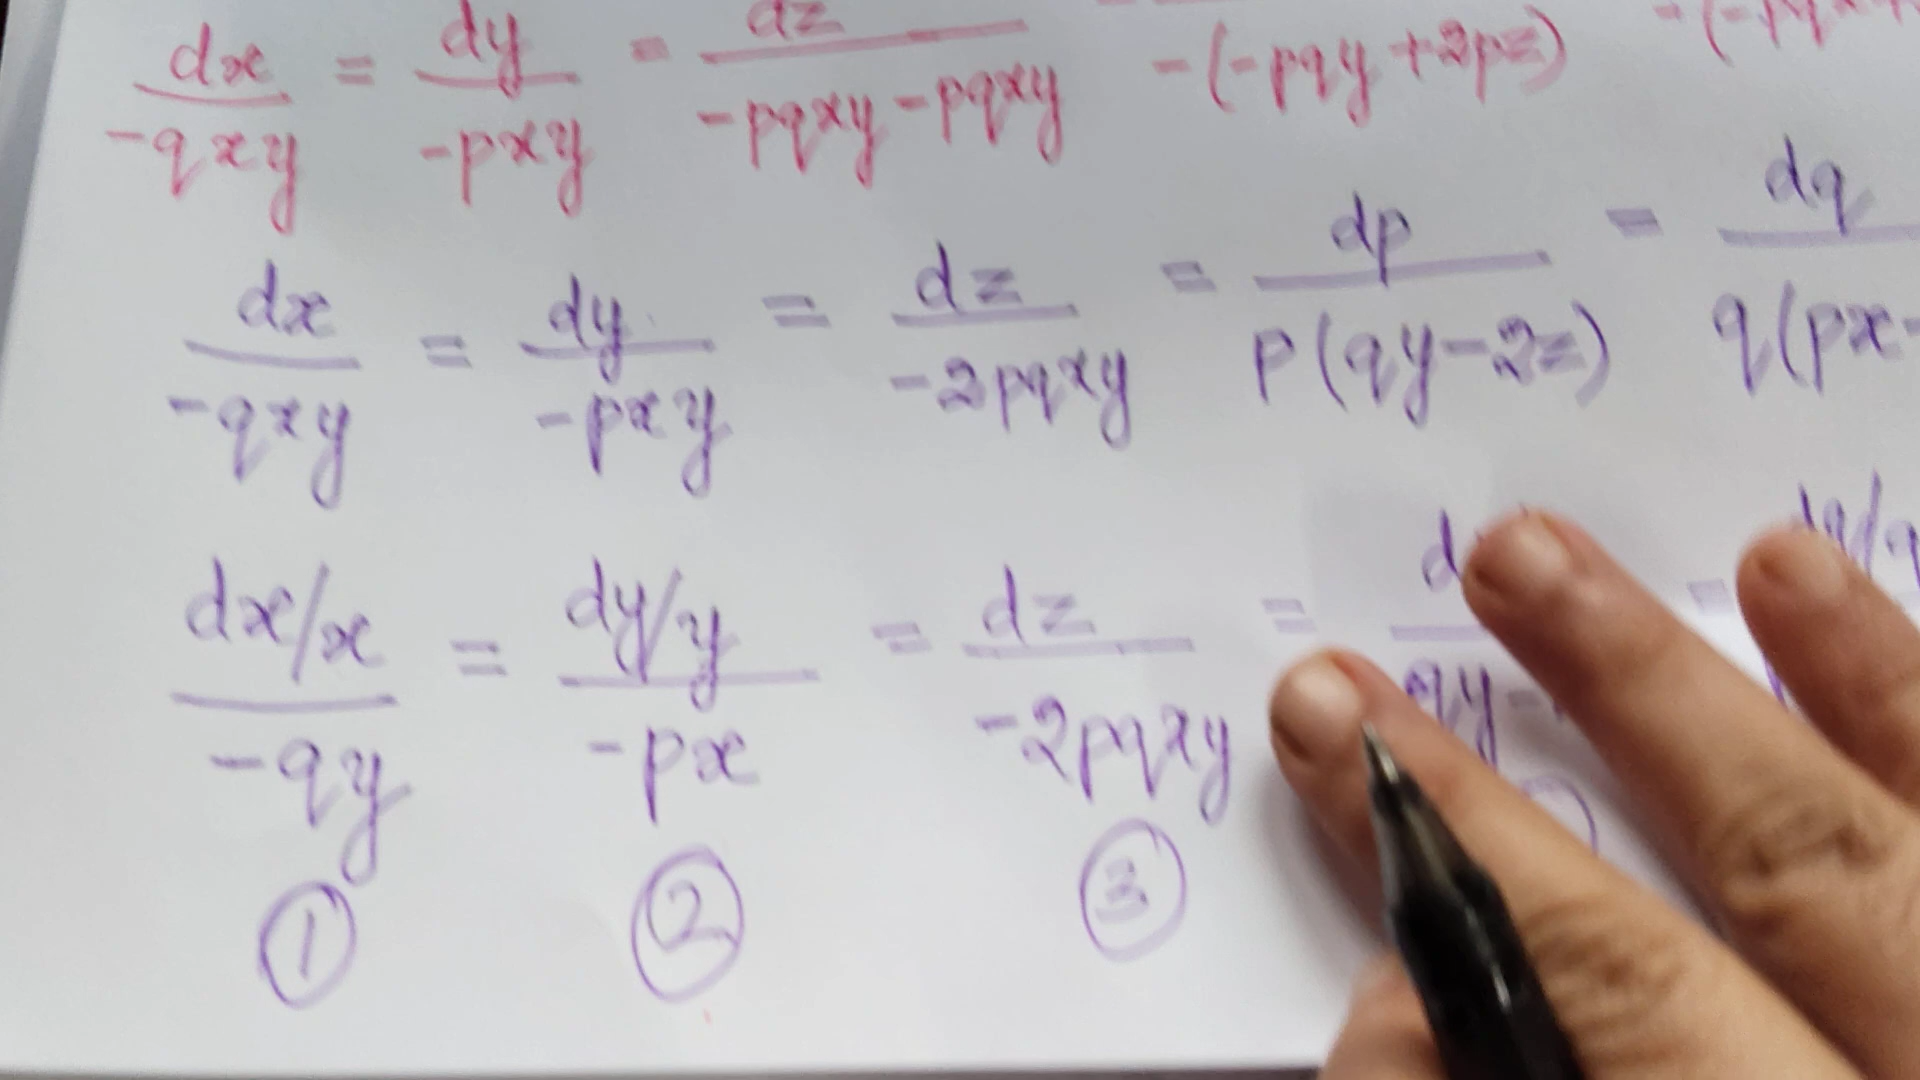 dx/-qxy = dy/-pxy = dz/-pqxy-pqxy -(-pqy+2pz)
dx/-qxy = dy/-pxy = dz/-2pqxy = dp/p(qy-2z) = dq/q(px-
dx/x/-qy = dy/y/-px = dz/-2pqxy = =
① ② ③